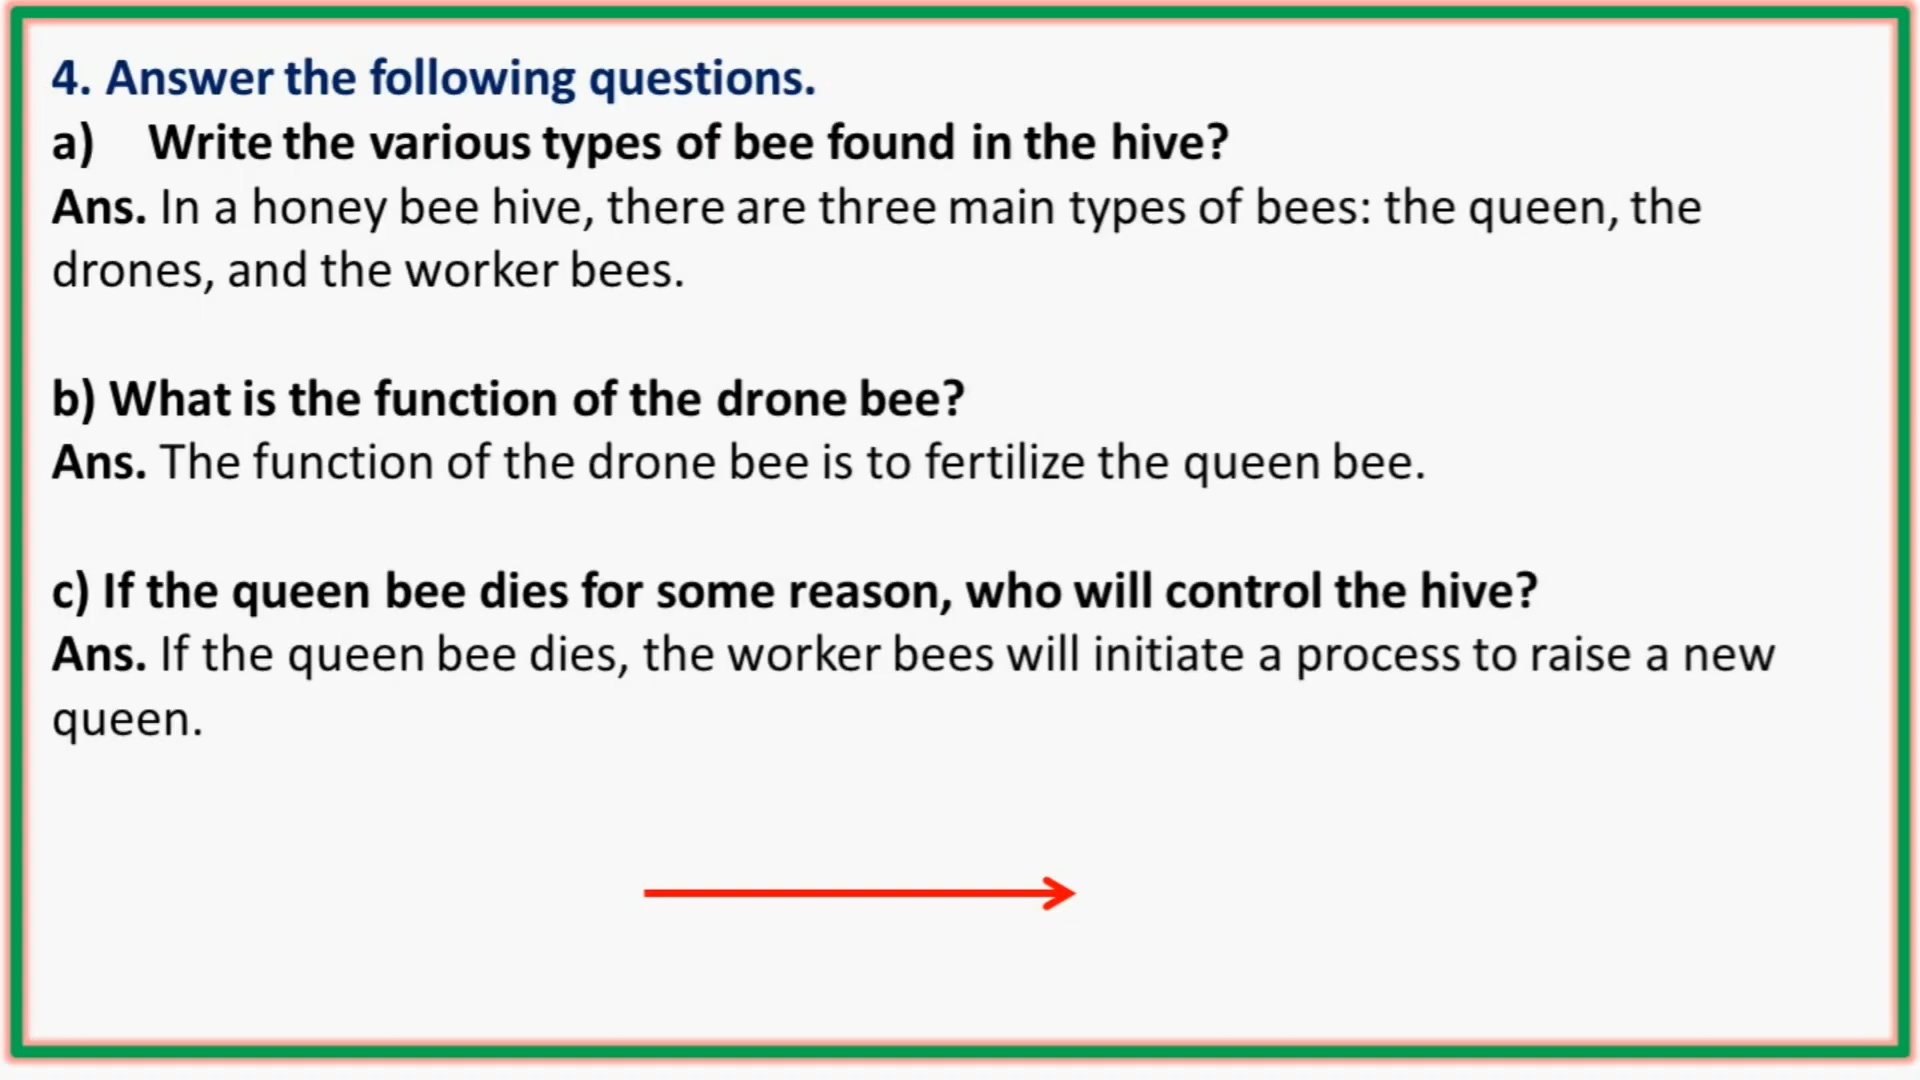 4. Answer the following questions.
a) Write the various types of bee found in the hive?
Ans. In a honey bee hive, there are three main types of bees: the queen, the
drones, and the worker bees.
b) What is the function of the drone bee?
Ans. The function of the drone bee is to fertilize the queen bee.
c) If the queen bee dies for some reason, who will control the hive?
Ans. If the queen bee dies, the worker bees will initiate a process to raise a new
queen.